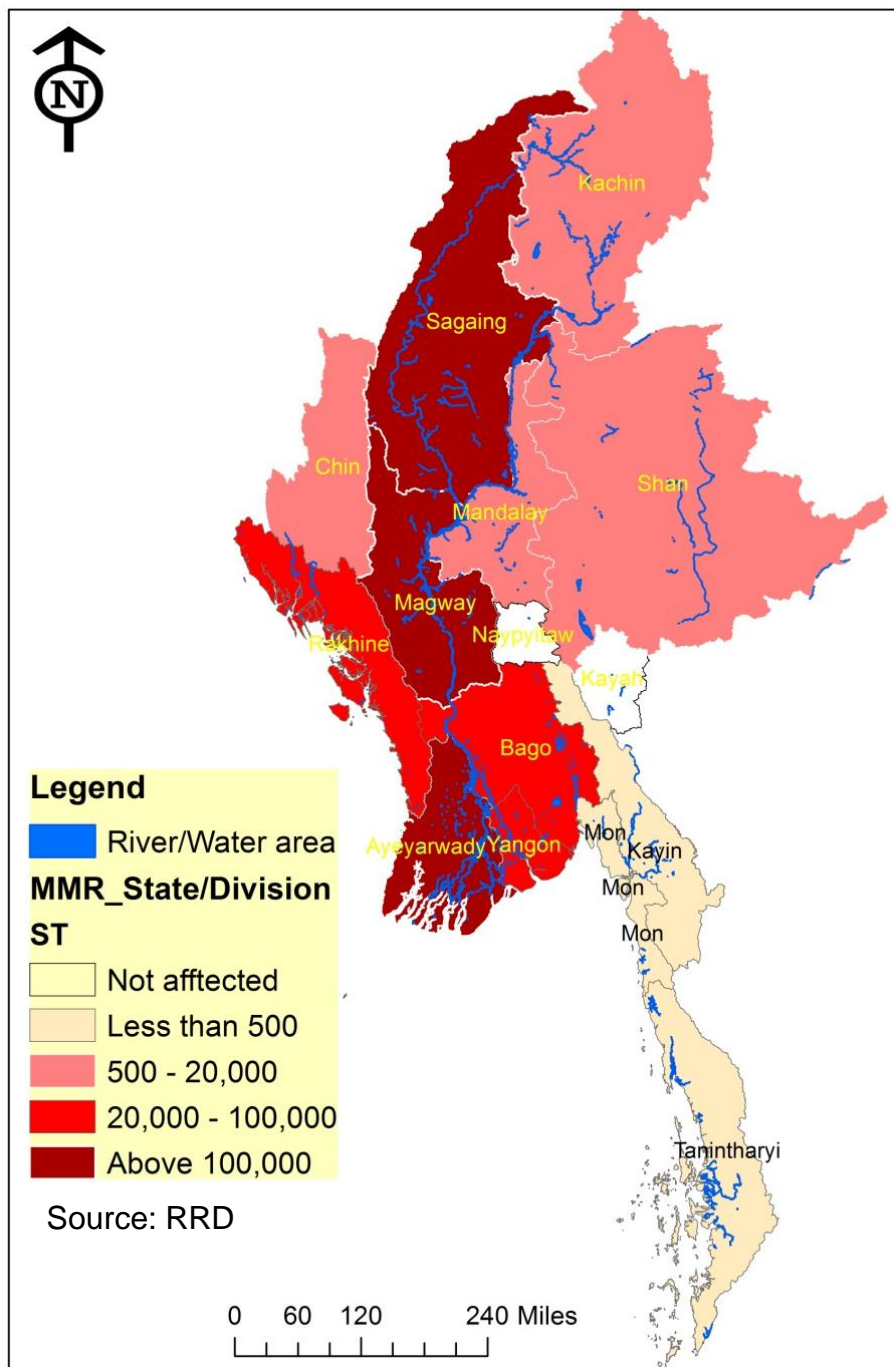 N
Kachin
Sagaing
Chin
Shan
Mandalay
Magway
Naypyitaw
Rakhine
Kayah
Bago
Legend
River/Water area
MMR_State/Division
ST
Not afftected
Less than 500
500 - 20,000
20,000 - 100,000
Above 100,000
Ayeyarwady
Yangon
Mon
Kayin
Mon
Mon
Tanintharyi
Source: RRD
0 60 120 240 Miles